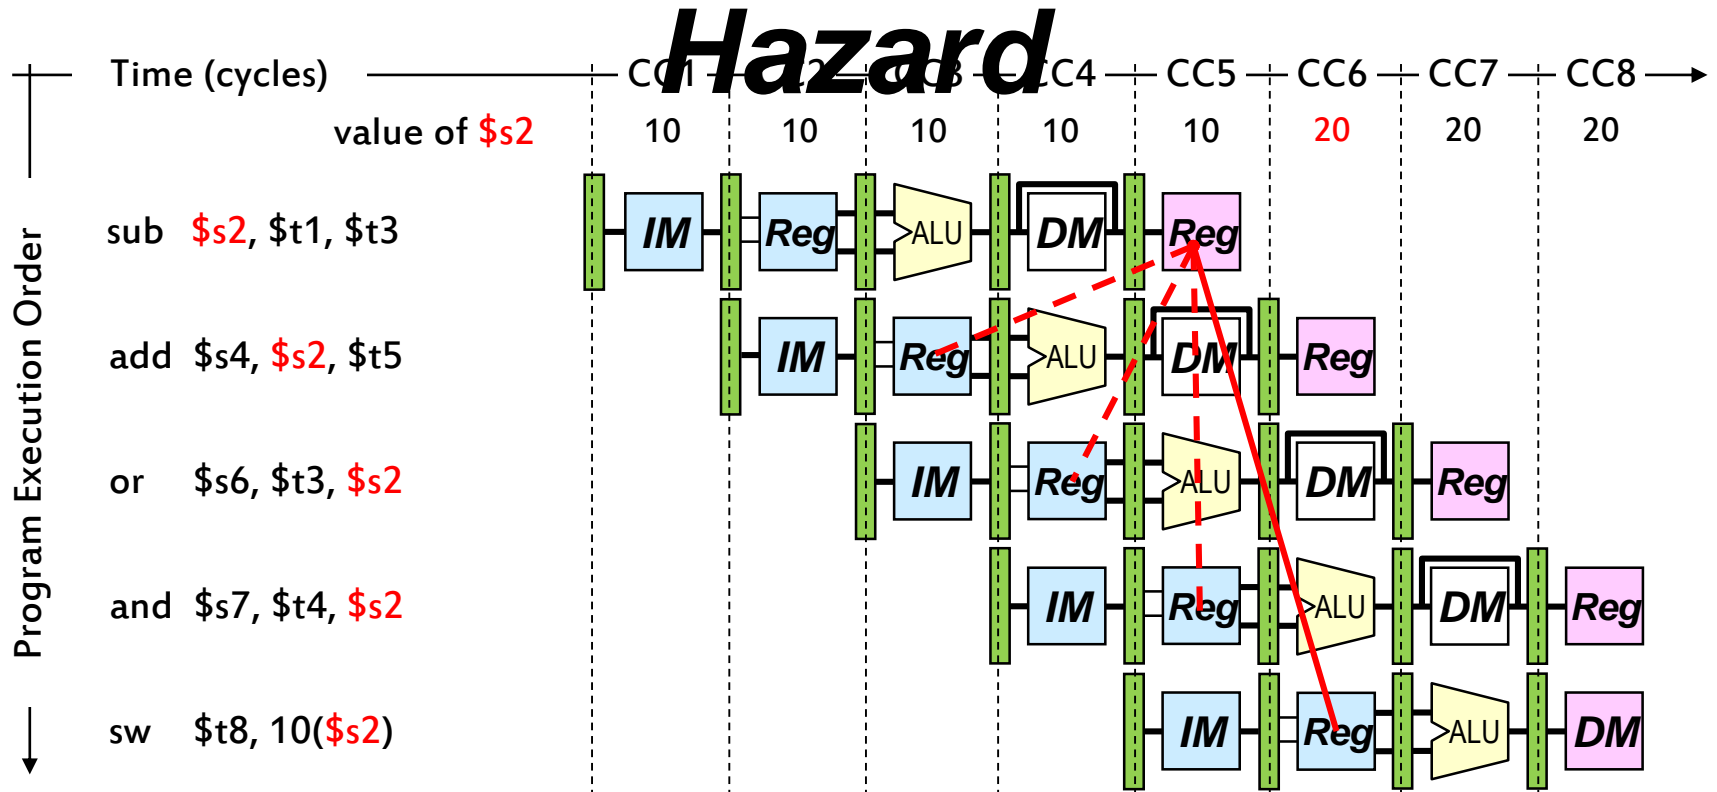 Hazard
Time (cycles) CC1 CC2 CC3 CC4 CC5 CC6 CC7 CC8
value of $s2 10 10 10 10 10 20 20 20
Program Execution Order
sub $s2, $t1, $t3 IM Reg ALU DM Reg
add $s4, $s2, $t5 IM Reg ALU DM Reg
or $s6, $t3, $s2 IM Reg ALU DM Reg
and $s7, $t4, $s2 IM Reg ALU DM Reg
sw $t8, 10($s2) IM Reg ALU DM